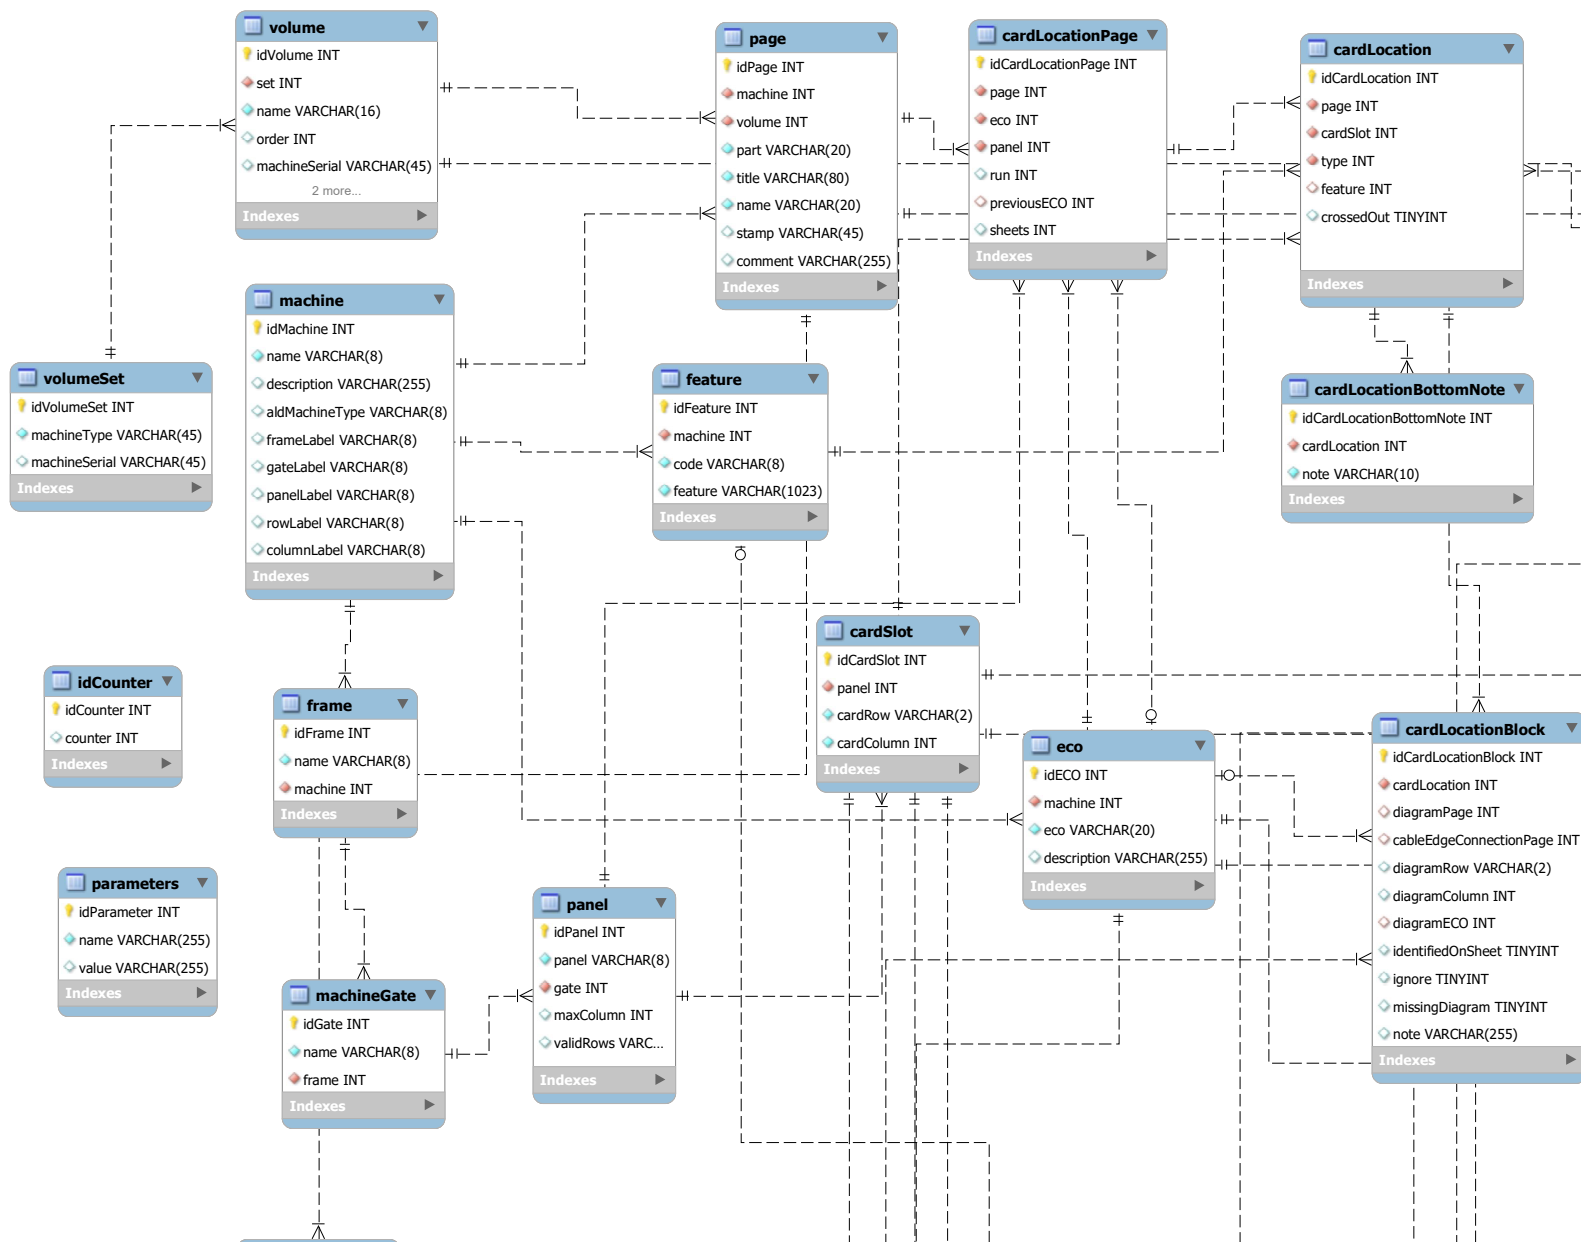 volume
idVolume INT
set INT
name VARCHAR(16)
order INT
machineSerial VARCHAR(45)
2 more...
Indexes
page
idPage INT
machine INT
volume INT
part VARCHAR(20)
title VARCHAR(80)
name VARCHAR(20)
stamp VARCHAR(45)
comment VARCHAR(255)
Indexes
cardLocationPage
idCardLocationPage INT
page INT
eco INT
panel INT
run INT
previousECO INT
sheets INT
Indexes
cardLocation
idCardLocation INT
page INT
cardSlot INT
type INT
feature INT
crossedOut TINYINT
Indexes
volumeSet
idVolumeSet INT
machineType VARCHAR(45)
machineSerial VARCHAR(45)
Indexes
machine
idMachine INT
name VARCHAR(8)
description VARCHAR(255)
aldMachineType VARCHAR(8)
frameLabel VARCHAR(8)
gateLabel VARCHAR(8)
panelLabel VARCHAR(8)
rowLabel VARCHAR(8)
columnLabel VARCHAR(8)
Indexes
feature
idFeature INT
machine INT
code VARCHAR(8)
feature VARCHAR(1023)
Indexes
cardLocationBottomNote
idCardLocationBottomNote INT
cardLocation INT
note VARCHAR(10)
Indexes
idCounter
idCounter INT
counter INT
Indexes
frame
idFrame INT
name VARCHAR(8)
machine INT
Indexes
cardSlot
idCardSlot INT
panel INT
cardRow VARCHAR(2)
cardColumn INT
Indexes
eco
idECO INT
machine INT
eco VARCHAR(20)
description VARCHAR(255)
Indexes
cardLocationBlock
idCardLocationBlock INT
cardLocation INT
diagramPage INT
cableEdgeConnectionPage INT
diagramRow VARCHAR(2)
diagramColumn INT
diagramECO INT
identifiedOnSheet TINYINT
ignore TINYINT
missingDiagram TINYINT
note VARCHAR(255)
Indexes
parameters
idParameter INT
name VARCHAR(255)
value VARCHAR(255)
Indexes
machineGate
idGate INT
name VARCHAR(8)
frame INT
Indexes
panel
idPanel INT
panel VARCHAR(8)
gate INT
maxColumn INT
validRows VARC...
Indexes